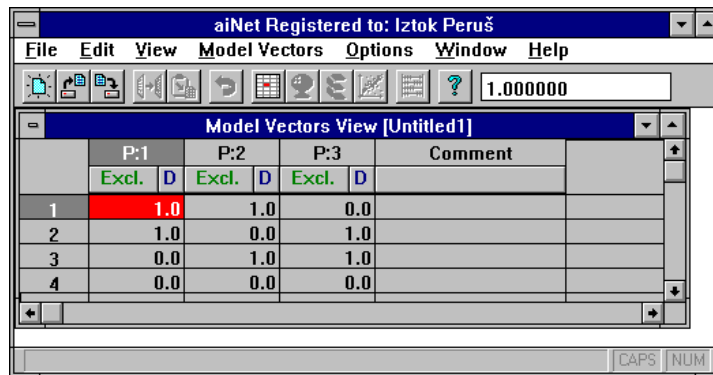 aiNet Registered to: Iztok Peruš
File Edit View Model Vectors Options Window Help
? 1.000000
Model Vectors View [Untitled1]
P:1 P:2 P:3 Comment
Excl. D Excl. D Excl. D
1 1.0 1.0 0.0
2 1.0 0.0 1.0
3 0.0 1.0 1.0
4 0.0 0.0 0.0
CAPS NUM